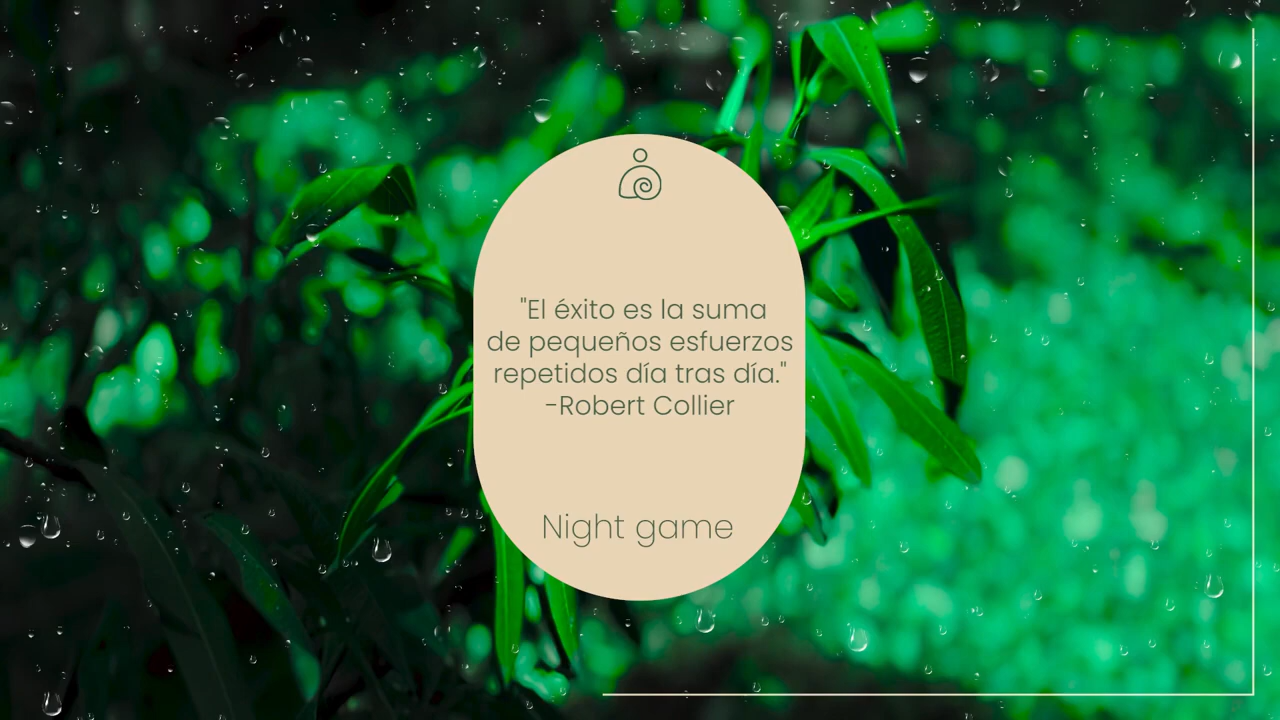 "El éxito es la suma
de pequeños esfuerzos
repetidos día tras día."
-Robert Collier
Night game